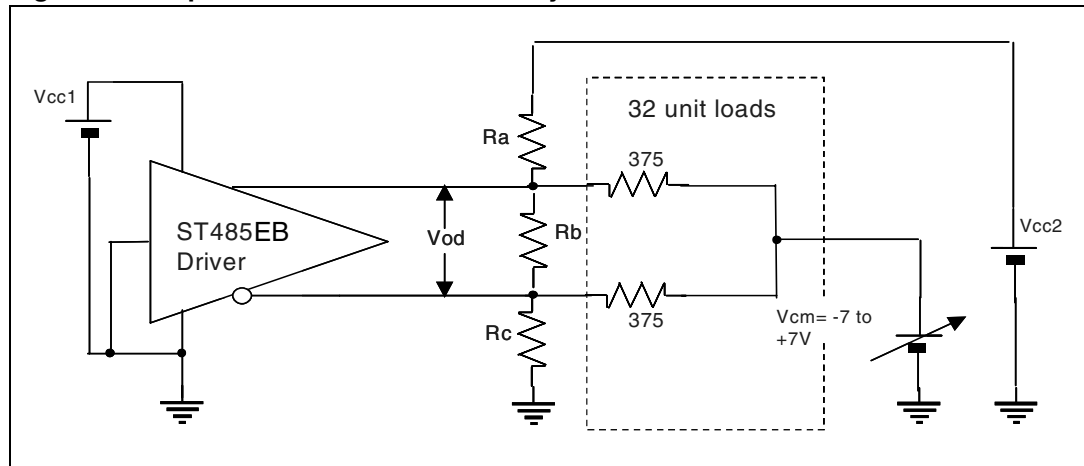 Vcc1
ST485EB
Driver
Vod
Ra
Rb
Rc
32 unit loads
375
375
Vcm= -7 to
+7V
Vcc2